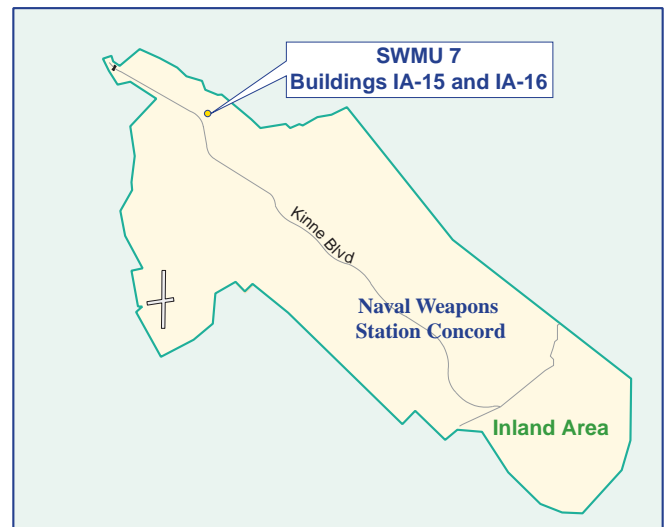 SWMU 7
Buildings IA-15 and IA-16
Kinne Blvd
Naval Weapons
Station Concord
Inland Area